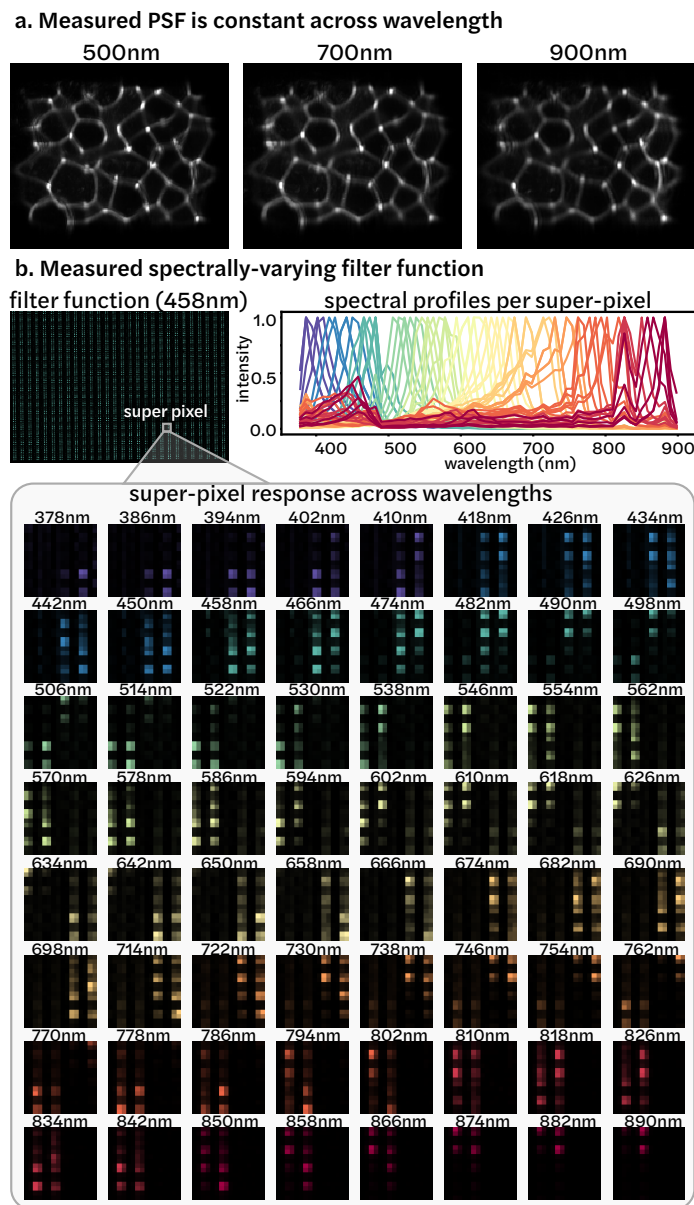 a. Measured PSF is constant across wavelength
500nm 700nm 900nm
b. Measured spectrally-varying filter function
filter function (458nm) spectral profiles per super-pixel
super pixel
intensity
1.0
0.5
0.0
400 500 600 700 800 900
wavelength (nm)
super-pixel response across wavelengths
378nm 386nm 394nm 402nm 410nm 418nm 426nm 434nm
442nm 450nm 458nm 466nm 474nm 482nm 490nm 498nm
506nm 514nm 522nm 530nm 538nm 546nm 554nm 562nm
570nm 578nm 586nm 594nm 602nm 610nm 618nm 626nm
634nm 642nm 650nm 658nm 666nm 674nm 682nm 690nm
698nm 714nm 722nm 730nm 738nm 746nm 754nm 762nm
770nm 778nm 786nm 794nm 802nm 810nm 818nm 826nm
834nm 842nm 850nm 858nm 866nm 874nm 882nm 890nm